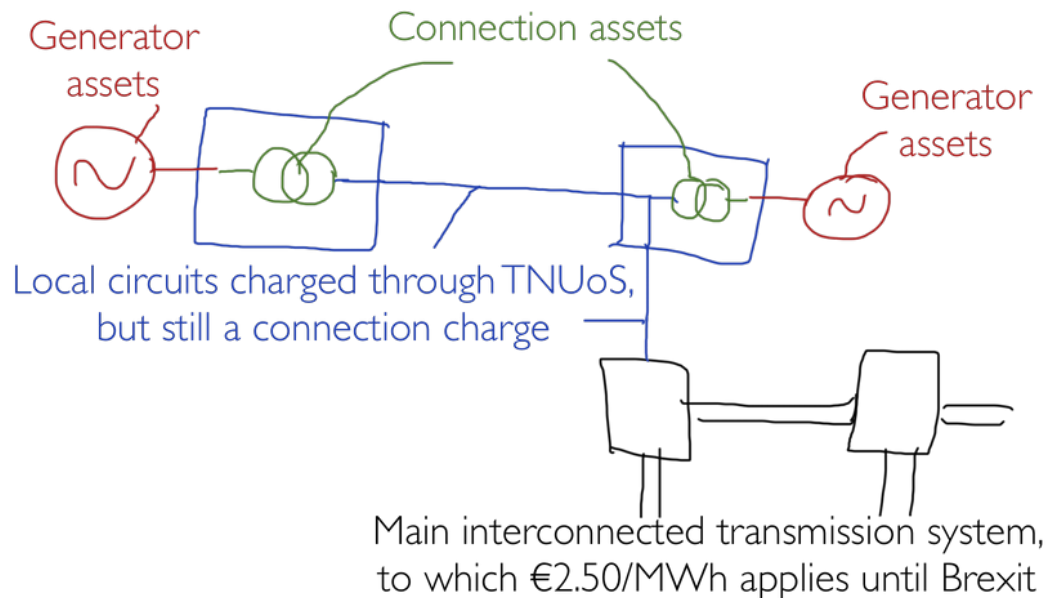 Connection assets
Generator
assets
Generator
assets
Local circuits charged through TNUoS,
but still a connection charge
Main interconnected transmission system,
to which €2.50/MWh applies until Brexit